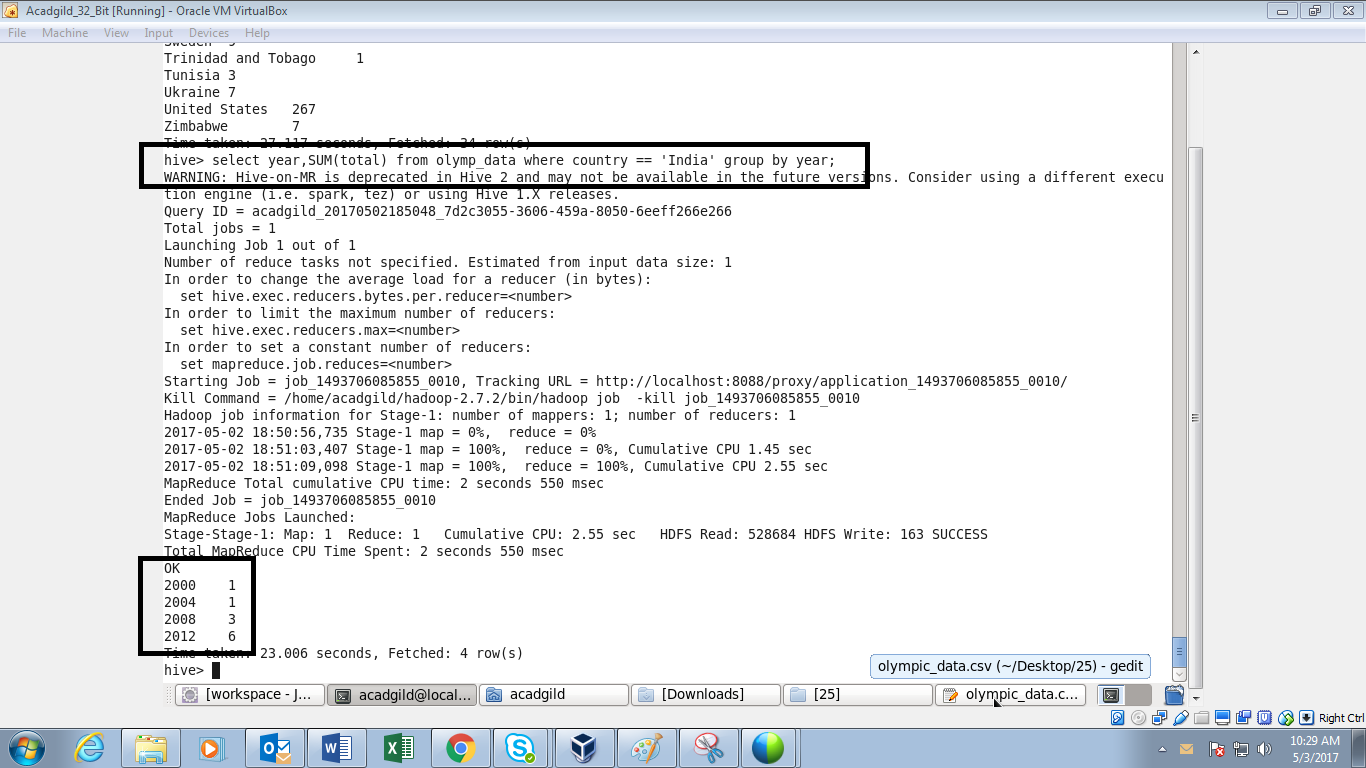 Acadgild_32_Bit [Running] - Oracle VM VirtualBox
File Machine View Input Devices Help
Sweden 9
Trinidad and Tobago 1
Tunisia 3
Ukraine 7
United States 267
Zimbabwe 7
Time taken: 27.117 seconds, Fetched: 34 row(s)
hive> select year,SUM(total) from olymp_data where country == 'India' group by year;
WARNING: Hive-on-MR is deprecated in Hive 2 and may not be available in the future versions. Consider using a different execu
tion engine (i.e. spark, tez) or using Hive 1.X releases.
Query ID = acadgild_20170502185048_7d2c3055-3606-459a-8050-6eeff266e266
Total jobs = 1
Launching Job 1 out of 1
Number of reduce tasks not specified. Estimated from input data size: 1
In order to change the average load for a reducer (in bytes):
set hive.exec.reducers.bytes.per.reducer=<number>
In order to limit the maximum number of reducers:
set hive.exec.reducers.max=<number>
In order to set a constant number of reducers:
set mapreduce.job.reduces=<number>
Starting Job = job_1493706085855_0010, Tracking URL = http://localhost:8088/proxy/application_1493706085855_0010/
Kill Command = /home/acadgild/hadoop-2.7.2/bin/hadoop job  -kill job_1493706085855_0010
Hadoop job information for Stage-1: number of mappers: 1; number of reducers: 1
2017-05-02 18:50:56,735 Stage-1 map = 0%,  reduce = 0%
2017-05-02 18:51:03,407 Stage-1 map = 100%,  reduce = 0%, Cumulative CPU 1.45 sec
2017-05-02 18:51:09,098 Stage-1 map = 100%,  reduce = 100%, Cumulative CPU 2.55 sec
MapReduce Total cumulative CPU time: 2 seconds 550 msec
Ended Job = job_1493706085855_0010
MapReduce Jobs Launched:
Stage-Stage-1: Map: 1  Reduce: 1   Cumulative CPU: 2.55 sec   HDFS Read: 528684 HDFS Write: 163 SUCCESS
Total MapReduce CPU Time Spent: 2 seconds 550 msec
OK
2000 1
2004 1
2008 3
2012 6
Time taken: 23.006 seconds, Fetched: 4 row(s)
hive>
olympic_data.csv (~/Desktop/25) - gedit
[workspace - J... acadgild@local... acadgild [Downloads] [25] olympic_data.c...
Right Ctrl
10:29 AM
5/3/2017